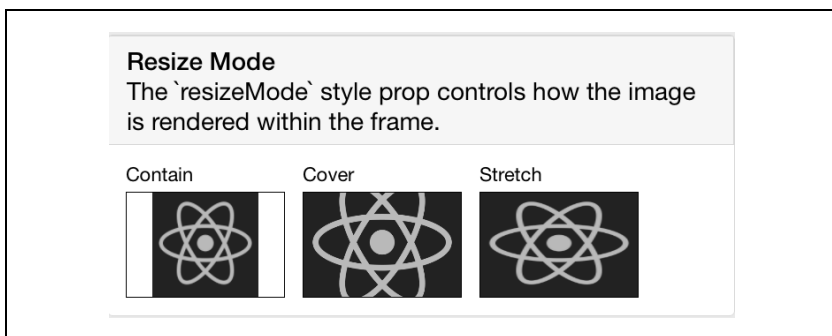 Resize Mode
The `resizeMode` style prop controls how the image
is rendered within the frame.
Contain
Cover
Stretch